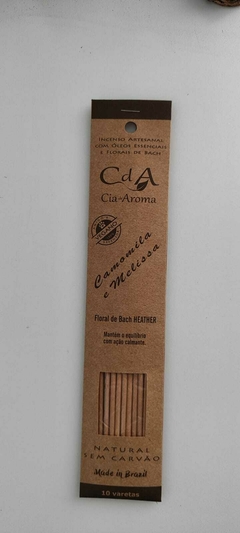 INCENSO ARTESANAL
COM ÓLEOS ESSENCIAIS
E FLORAIS DE BACH
CdA
Cia-Aroma
VEGANO
Camomila
e Melissa
Floral de Bach HEATHER
Mantém o equilíbrio
com ação calmante.
NATURAL
SEM CARVÃO
Made in Brazil
10 varetas